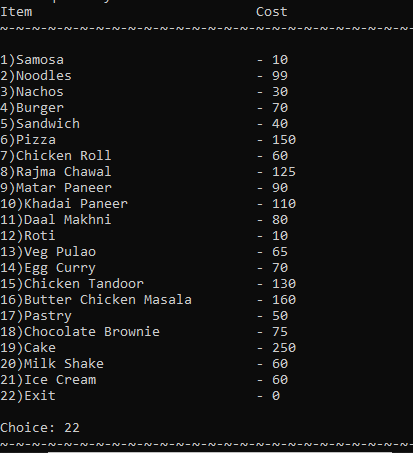 Item Cost
~-~-~-~-~-~-~-~-~-~-~-~-~-~-~-~-~-~-~-~-~-~-~-~-~-~
1)Samosa - 10
2)Noodles - 99
3)Nachos - 30
4)Burger - 70
5)Sandwich - 40
6)Pizza - 150
7)Chicken Roll - 60
8)Rajma Chawal - 125
9)Matar Paneer - 90
10)Khadai Paneer - 110
11)Daal Makhni - 80
12)Roti - 10
13)Veg Pulao - 65
14)Egg Curry - 70
15)Chicken Tandoor - 130
16)Butter Chicken Masala - 160
17)Pastry - 50
18)Chocolate Brownie - 75
19)Cake - 250
20)Milk Shake - 60
21)Ice Cream - 60
22)Exit - 0
Choice: 22
~-~-~-~-~-~-~-~-~-~-~-~-~-~-~-~-~-~-~-~-~-~-~-~-~-~